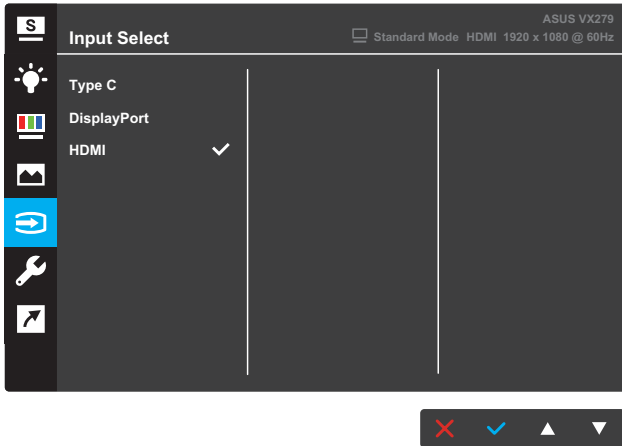 S
ASUS VX279
Input Select
Standard Mode HDMI 1920 x 1080 @ 60Hz
Type C
DisplayPort
HDMI